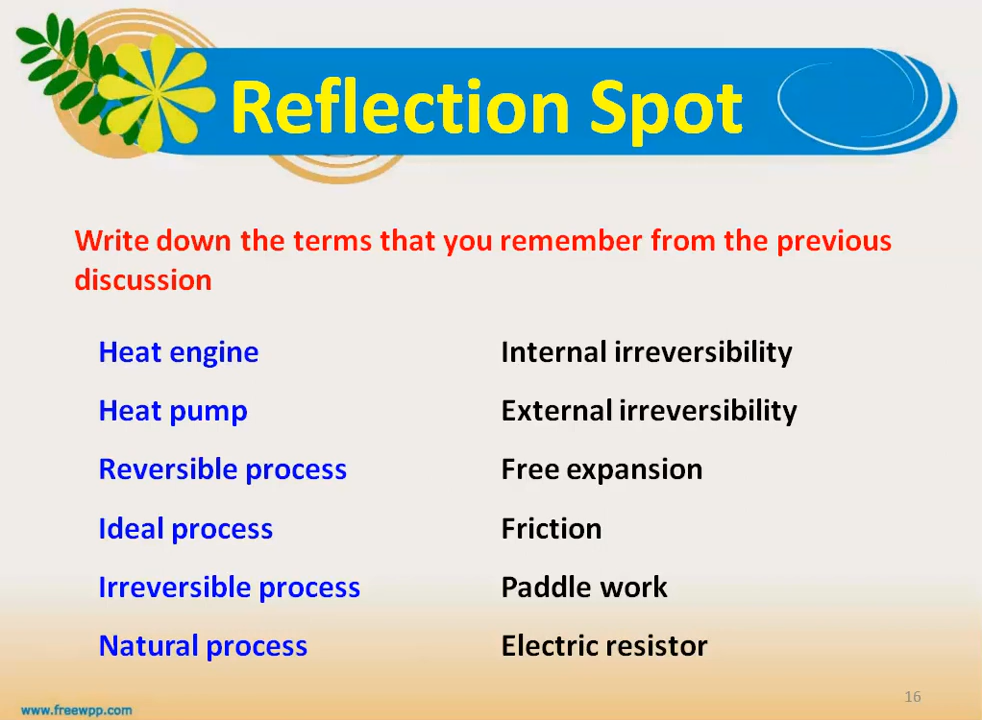 Reflection Spot
Write down the terms that you remember from the previous
discussion
Heat engine
Heat pump
Reversible process
Ideal process
Irreversible process
Natural process
Internal irreversibility
External irreversibility
Free expansion
Friction
Paddle work
Electric resistor
16
www.freewpp.com